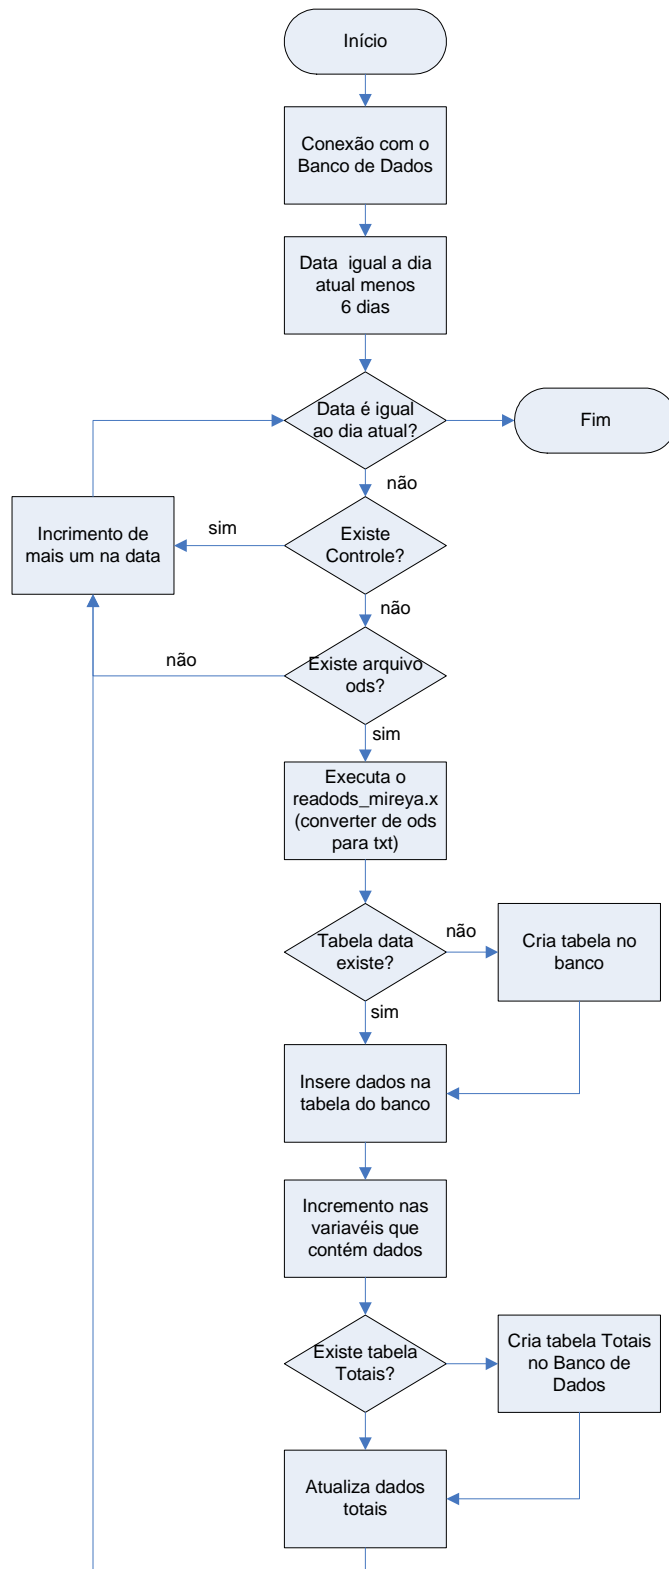 Início
Conexão com o
Banco de Dados
Data igual a dia
atual menos
6 dias
Data é igual
ao dia atual?
Fim
não
Incrimento de
mais um na data
sim
Existe
Controle?
não
não
Existe arquivo
ods?
sim
Executa o
readods_mireya.x
(converter de ods
para txt)
Tabela data
existe?
não
Cria tabela no
banco
sim
Insere dados na
tabela do banco
Incremento nas
variavéis que
contém dados
Existe tabela
Totais?
Cria tabela Totais
no Banco de
Dados
Atualiza dados
totais